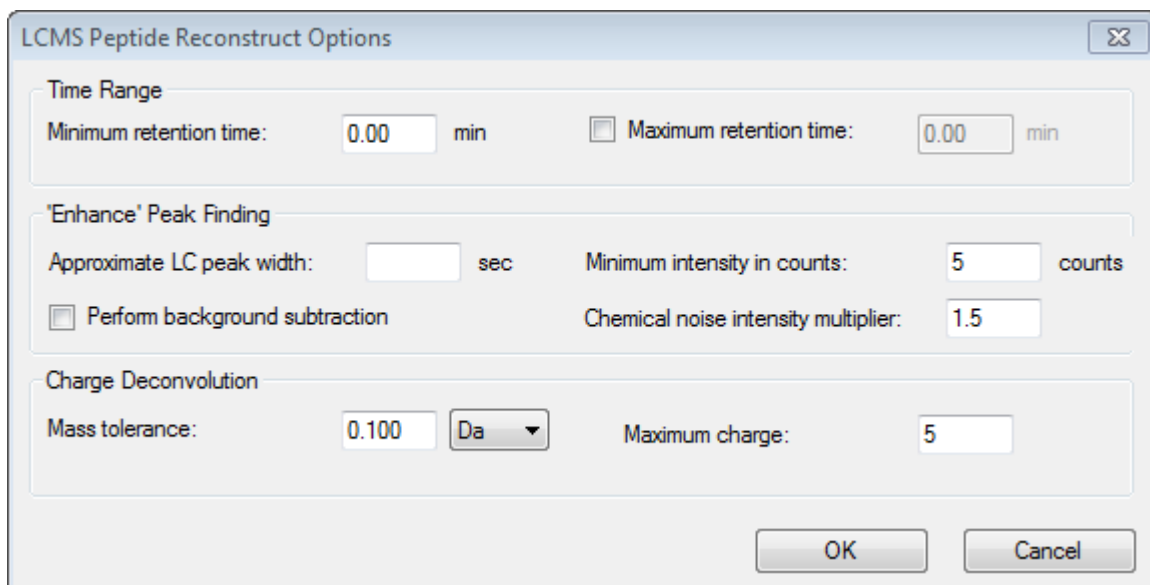 LCMS Peptide Reconstruct Options
Time Range
Minimum retention time: 0.00 min Maximum retention time: 0.00 min
'Enhance' Peak Finding
Approximate LC peak width: sec Minimum intensity in counts: 5 counts
Perform background subtraction Chemical noise intensity multiplier: 1.5
Charge Deconvolution
Mass tolerance: 0.100 Da Maximum charge: 5
OK Cancel